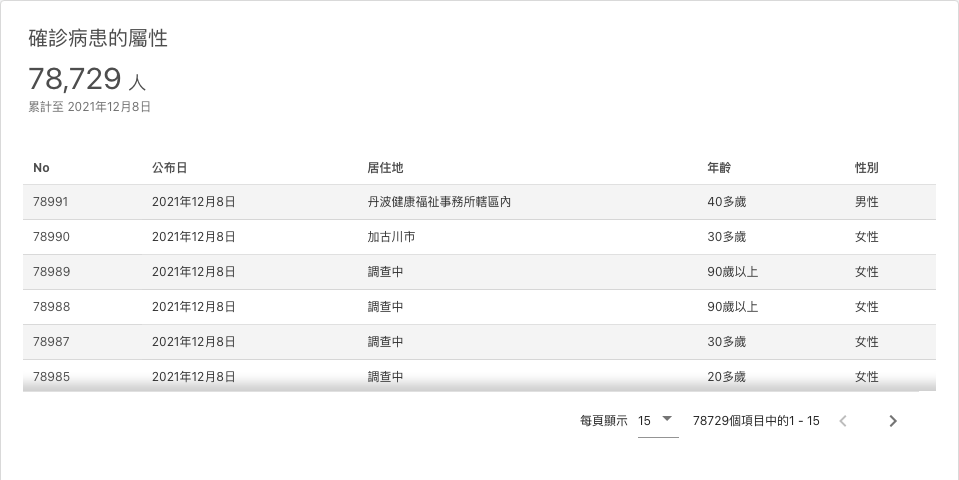 確診病患的屬性
78,729 人
累計至 2021年12月8日
No 公布日 居住地 年齡 性別
78991 2021年12月8日 丹波健康福祉事務所轄區內 40多歲 男性
78990 2021年12月8日 加古川市 30多歲 女性
78989 2021年12月8日 調查中 90歲以上 女性
78988 2021年12月8日 調查中 90歲以上 女性
78987 2021年12月8日 調查中 30多歲 女性
78985 2021年12月8日 調查中 20多歲 女性
每頁顯示 15 78729個項目中的1 - 15